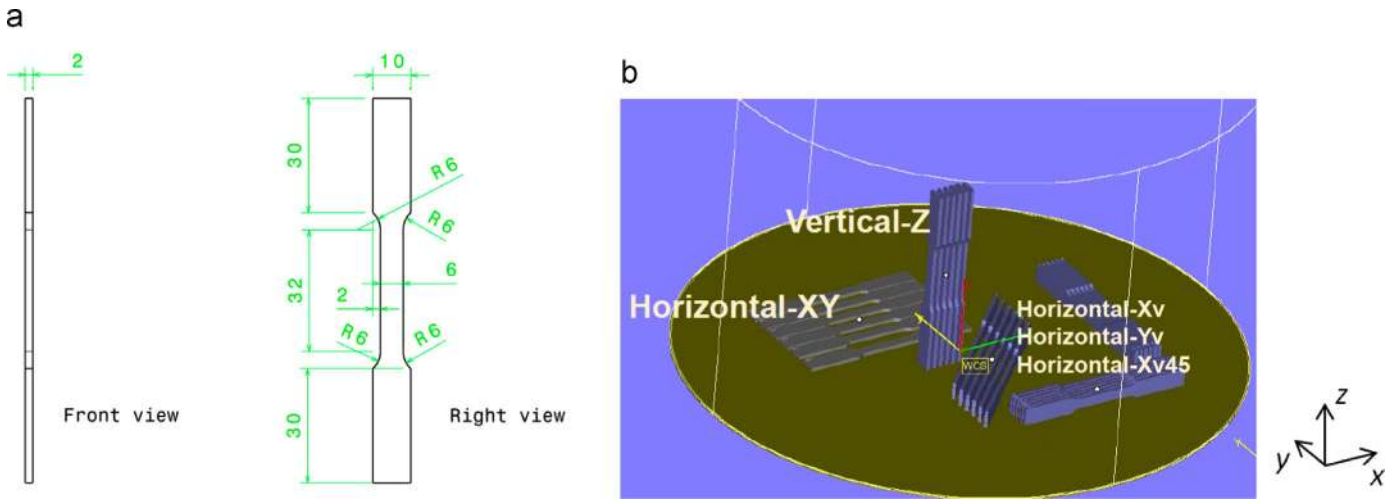 a
2
10
30
R6
R6
32
6
2
R6
R6
30
Front view
Right view
b
Vertical-Z
Horizontal-XY
Horizontal-Xv
Horizontal-Yv
Horizontal-Xv45
WCS
z
y
x